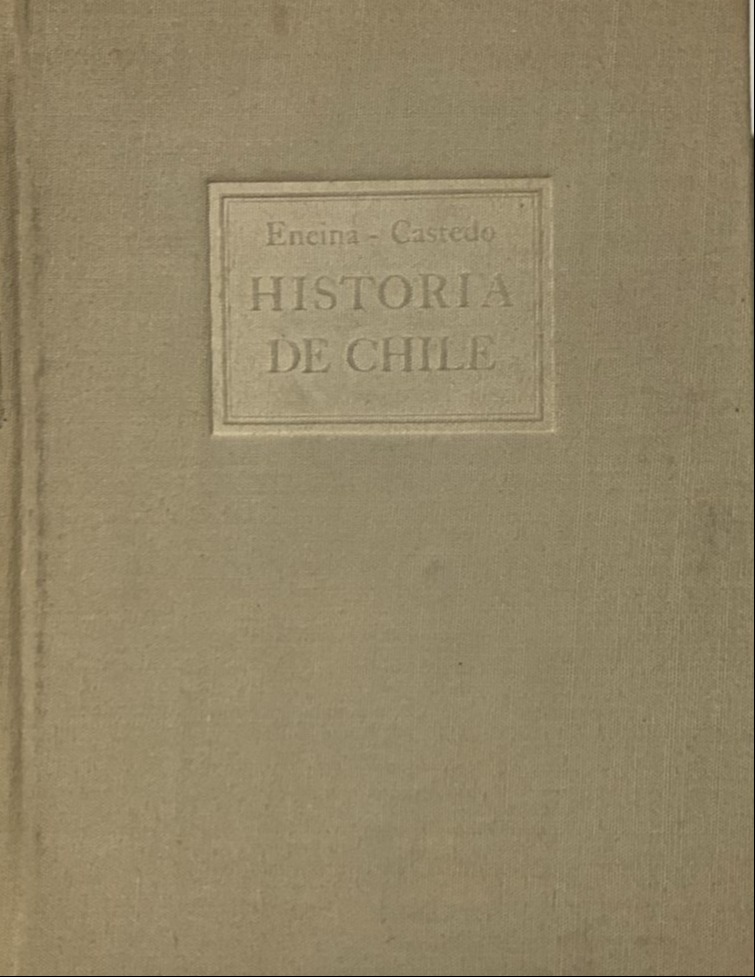 Encina - Castedo
HISTORIA
DE CHILE